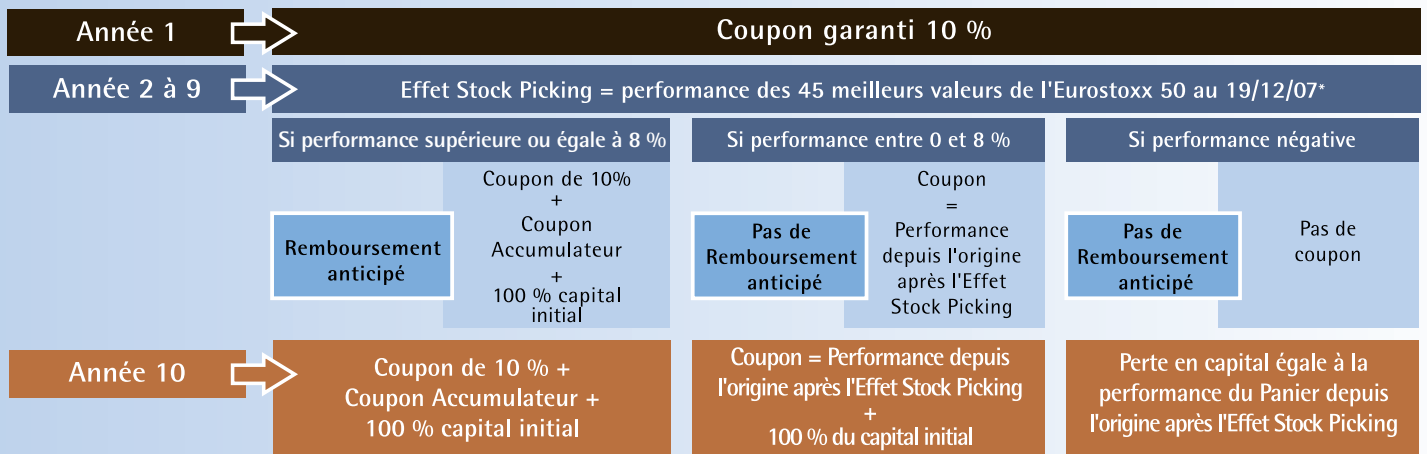 Année 1
Coupon garanti 10 %
Année 2 à 9
Effet Stock Picking = performance des 45 meilleurs valeurs de l'Eurostoxx 50 au 19/12/07*
Si performance supérieure ou égale à 8 %
Remboursement
anticipé
Coupon de 10%
+
Coupon
Accumulateur
+
100 % capital
initial
Si performance entre 0 et 8 %
Pas de
Remboursement
anticipé
Coupon
=
Performance
depuis l'origine
après l'Effet
Stock Picking
Si performance négative
Pas de
Remboursement
anticipé
Pas de
coupon
Année 10
Coupon de 10 % +
Coupon Accumulateur +
100 % capital initial
Coupon = Performance depuis
l'origine après l'Effet Stock Picking
+
100 % du capital initial
Perte en capital égale à la
performance du Panier depuis
l'origine après l'Effet Stock Picking